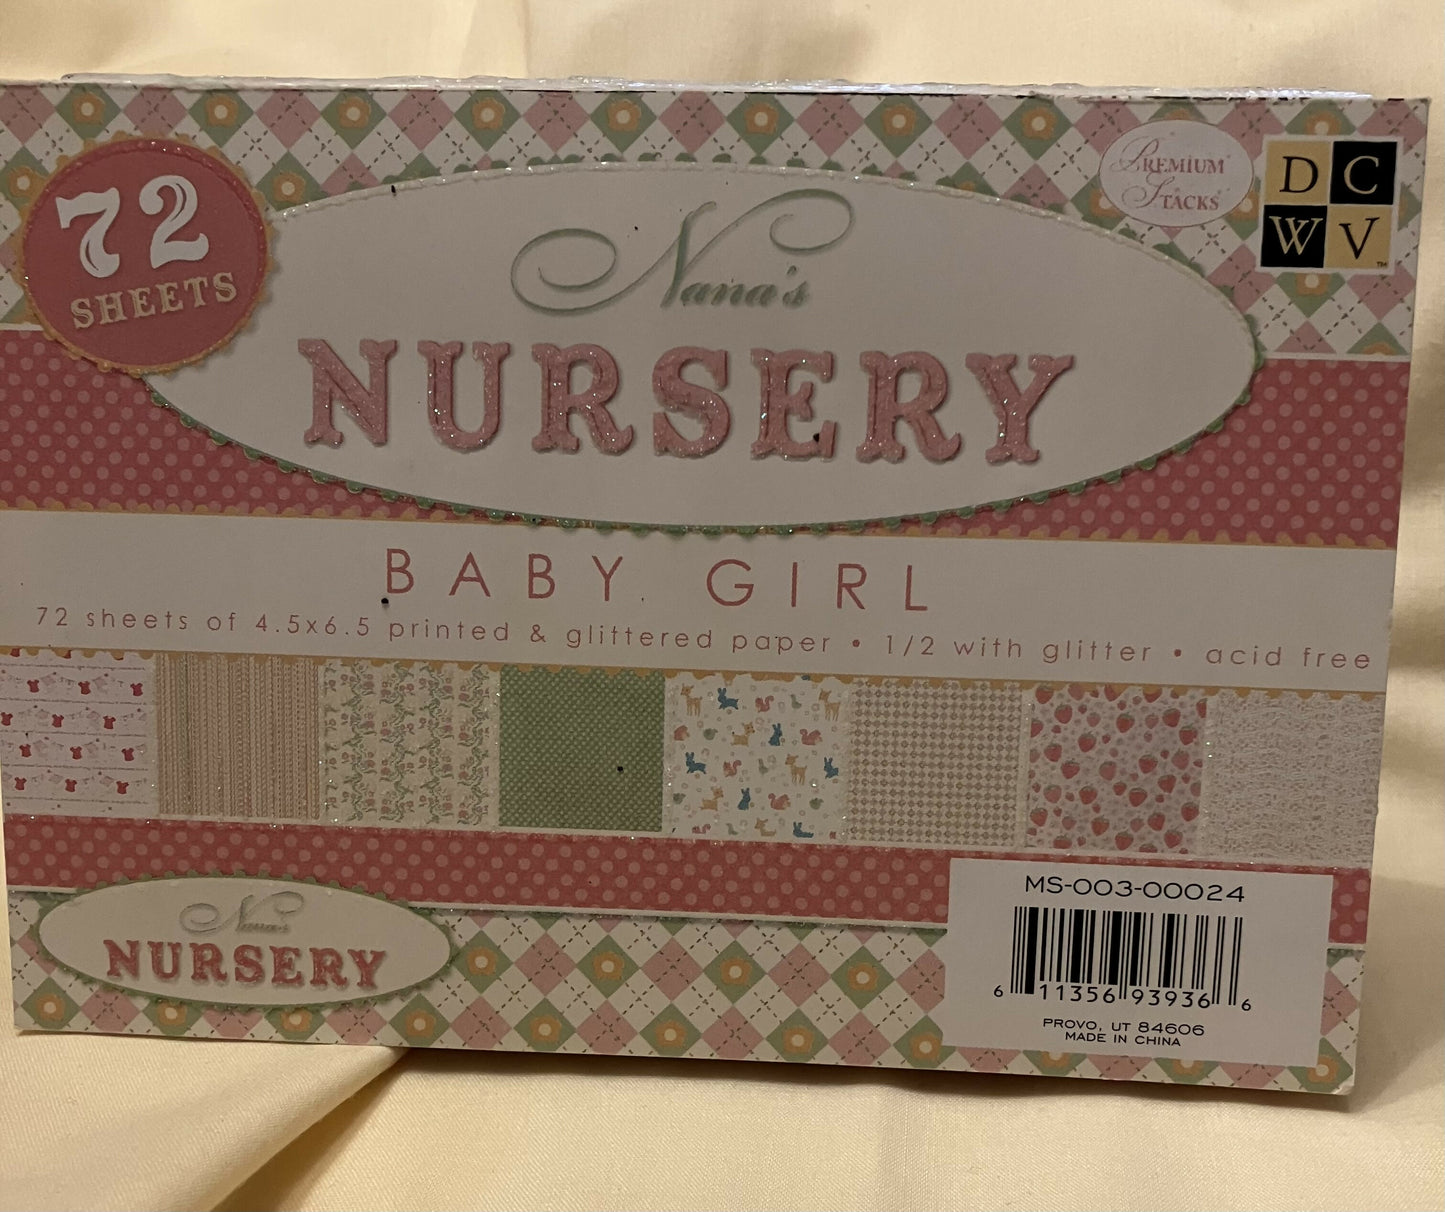 72
SHEETS
PREMIUM
STACKS
D C
W V
TM
Nana's
NURSERY
BABY GIRL
72 sheets of 4.5x6.5 printed & glittered paper • 1/2 with glitter • acid free
Nana's
NURSERY
MS-003-00024
6 11356 93936 6
PROVO, UT 84606
MADE IN CHINA